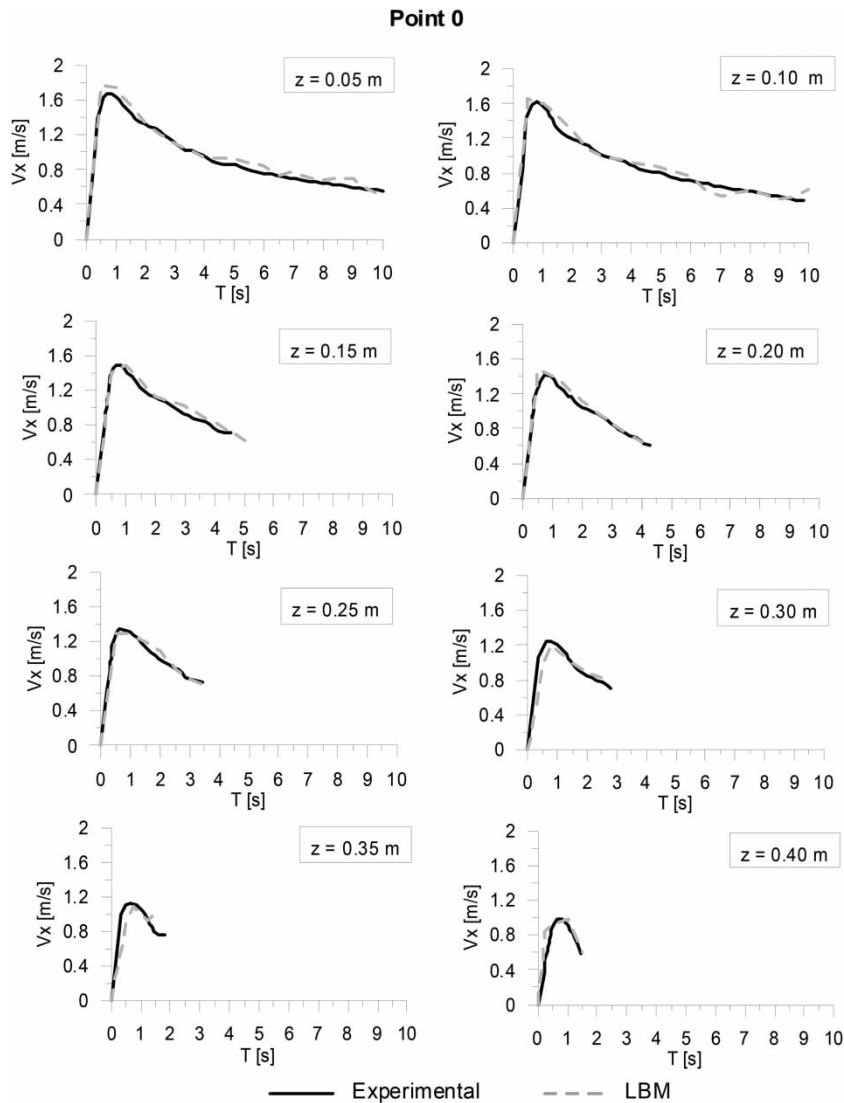 Point 0
z = 0.05 m
Vx [m/s]
2
1.6
1.2
0.8
0.4
0
0 1 2 3 4 5 6 7 8 9 10
T [s]
z = 0.10 m
Vx [m/s]
2
1.6
1.2
0.8
0.4
0
0 1 2 3 4 5 6 7 8 9 10
T [s]
z = 0.15 m
Vx [m/s]
2
1.6
1.2
0.8
0.4
0
0 1 2 3 4 5 6 7 8 9 10
T [s]
z = 0.20 m
Vx [m/s]
2
1.6
1.2
0.8
0.4
0
0 1 2 3 4 5 6 7 8 9 10
T [s]
z = 0.25 m
Vx [m/s]
2
1.6
1.2
0.8
0.4
0
0 1 2 3 4 5 6 7 8 9 10
T [s]
z = 0.30 m
Vx [m/s]
2
1.6
1.2
0.8
0.4
0
0 1 2 3 4 5 6 7 8 9 10
T [s]
z = 0.35 m
Vx [m/s]
2
1.6
1.2
0.8
0.4
0
0 1 2 3 4 5 6 7 8 9 10
T [s]
z = 0.40 m
Vx [m/s]
2
1.6
1.2
0.8
0.4
0
0 1 2 3 4 5 6 7 8 9 10
T [s]
Experimental LBM